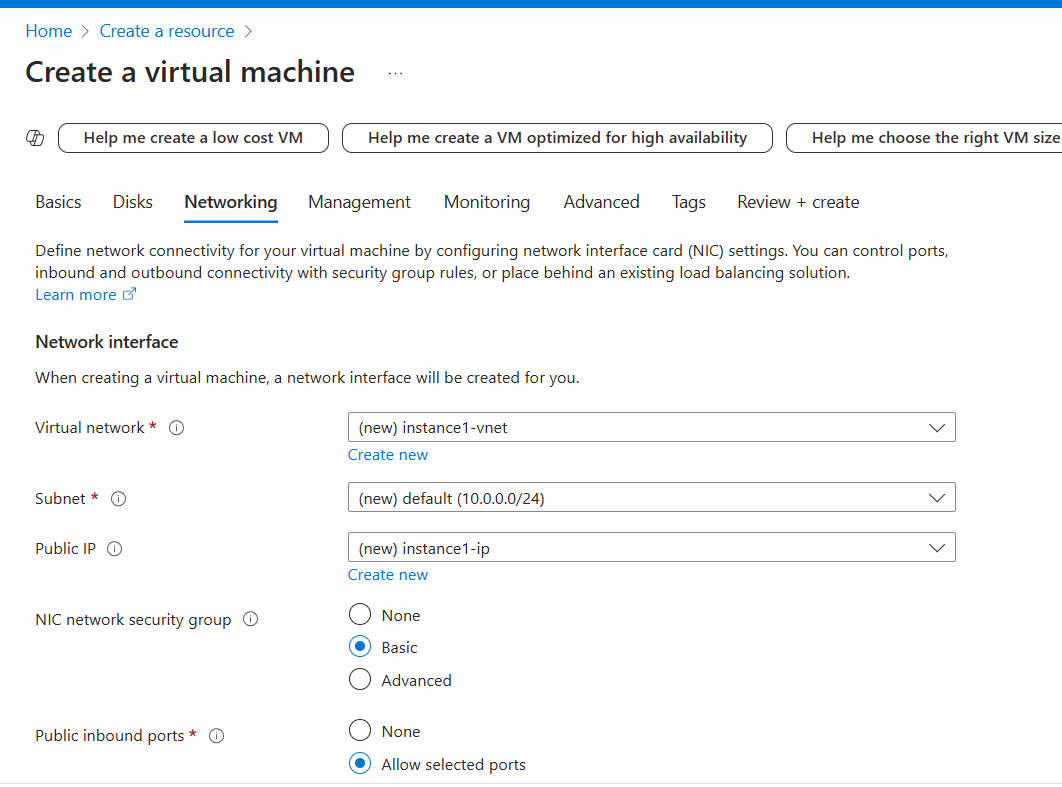 Home > Create a resource >
Create a virtual machine ...
Help me create a low cost VM Help me create a VM optimized for high availability Help me choose the right VM size
Basics Disks Networking Management Monitoring Advanced Tags Review + create
Define network connectivity for your virtual machine by configuring network interface card (NIC) settings. You can control ports,
inbound and outbound connectivity with security group rules, or place behind an existing load balancing solution.
Learn more
Network interface
When creating a virtual machine, a network interface will be created for you.
Virtual network * (new) instance1-vnet
Create new
Subnet * (new) default (10.0.0.0/24)
Public IP (new) instance1-ip
Create new
NIC network security group None
Basic
Advanced
Public inbound ports * None
Allow selected ports